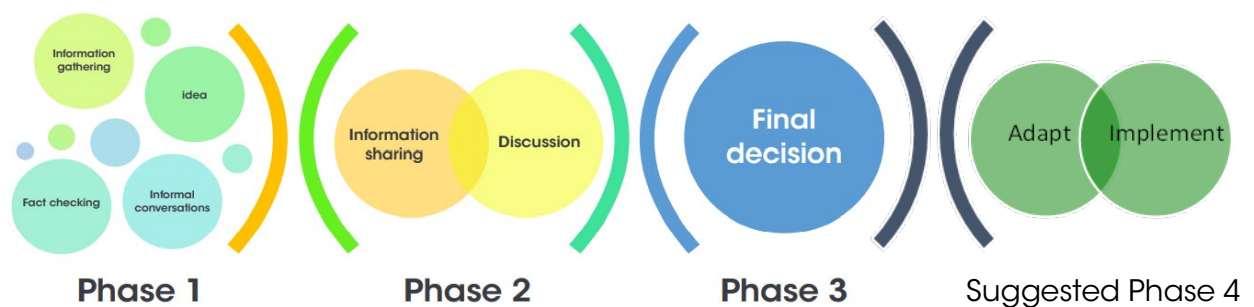 Information
gathering
idea
Fact checking
Informal
conversations
Phase 1
Information
sharing
Discussion
Phase 2
Final
decision
Phase 3
Adapt
Implement
Suggested Phase 4